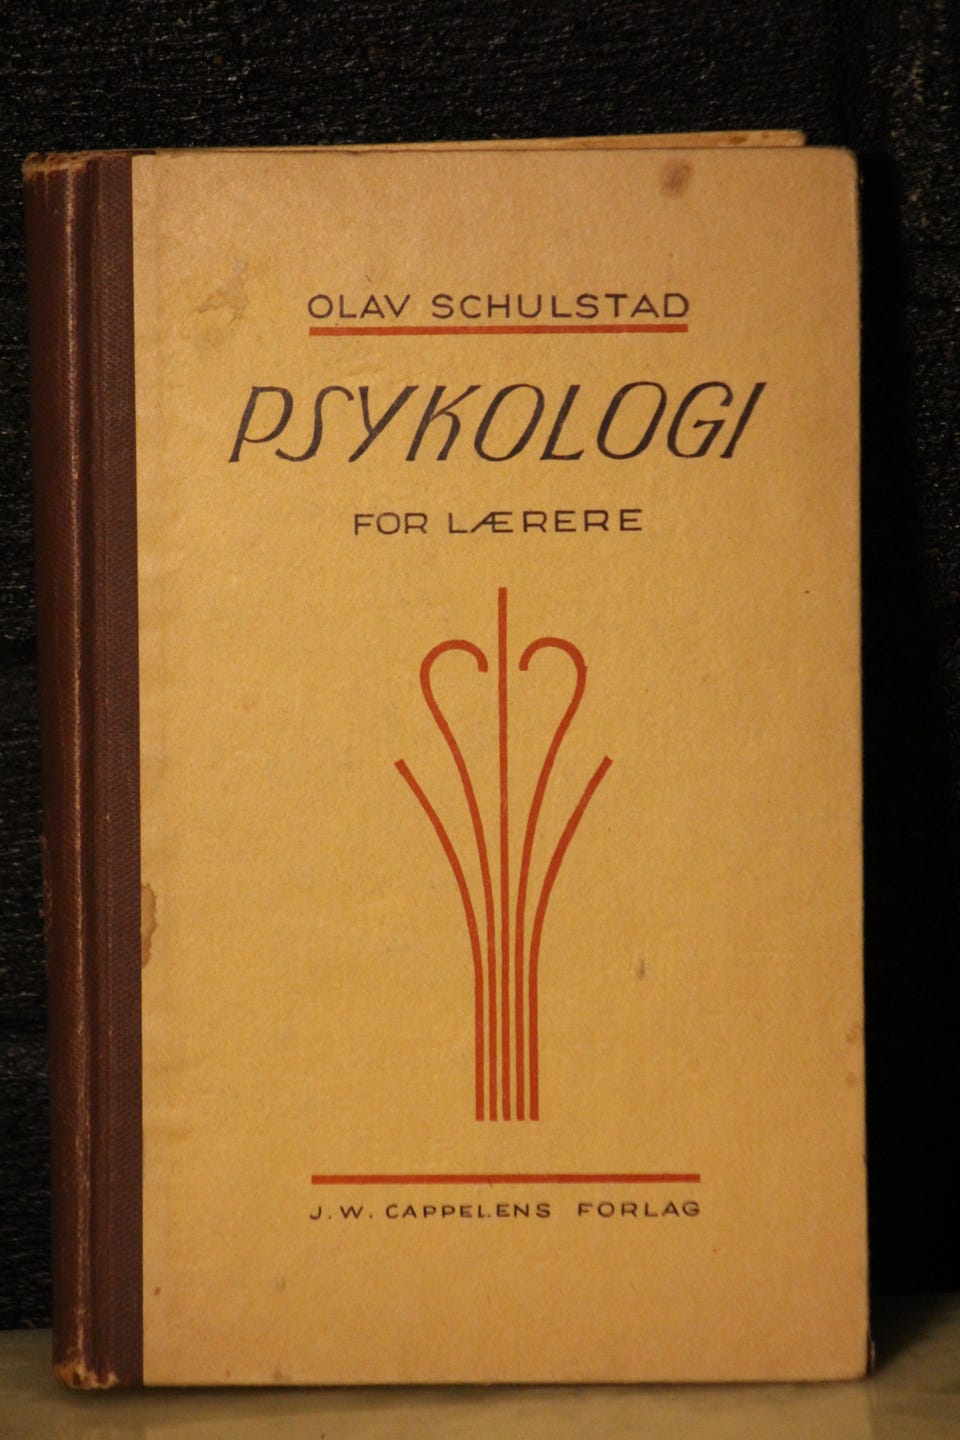 OLAV SCHULSTAD
PSYKOLOGI
FOR LÆRERE
J. W. CAPPELENS FORLAG